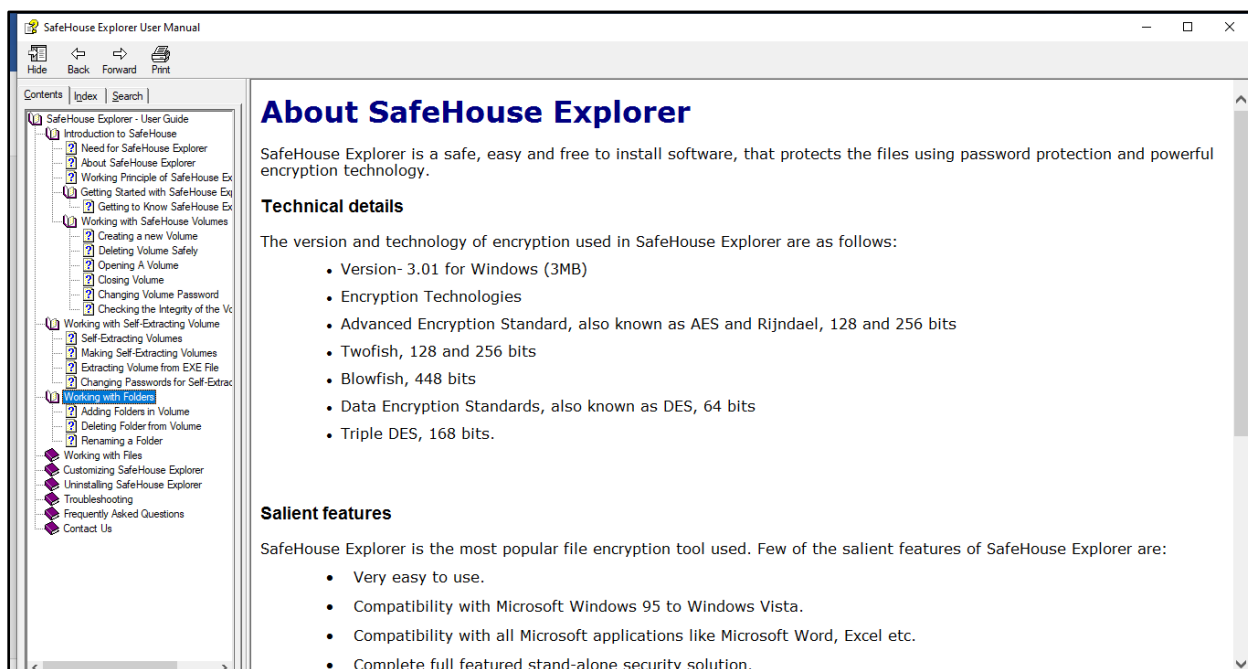 SafeHouse Explorer User Manual
Hide Back Forward Print
Contents Index Search
SafeHouse Explorer - User Guide
Introduction to SafeHouse
Need for SafeHouse Explorer
About SafeHouse Explorer
Working Principle of SafeHouse Ex
Getting Started with SafeHouse Exp
Getting to Know SafeHouse Ex
Working with SafeHouse Volumes
Creating a new Volume
Deleting Volume Safely
Opening A Volume
Closing Volume
Changing Volume Password
Checking the Integrity of the Vo
Working with Self-Extracting Volume
Self-Extracting Volumes
Making Self-Extracting Volumes
Extracting Volume from EXE File
Changing Passwords for Self-Extrac
Working with Folders
Adding Folders in Volume
Deleting Folder from Volume
Renaming a Folder
Working with Files
Customizing SafeHouse Explorer
Uninstalling SafeHouse Explorer
Troubleshooting
Frequently Asked Questions
Contact Us
About SafeHouse Explorer
SafeHouse Explorer is a safe, easy and free to install software, that protects the files using password protection and powerful
encryption technology.
Technical details
The version and technology of encryption used in SafeHouse Explorer are as follows:
• Version- 3.01 for Windows (3MB)
• Encryption Technologies
• Advanced Encryption Standard, also known as AES and Rijndael, 128 and 256 bits
• Twofish, 128 and 256 bits
• Blowfish, 448 bits
• Data Encryption Standards, also known as DES, 64 bits
• Triple DES, 168 bits.
Salient features
SafeHouse Explorer is the most popular file encryption tool used. Few of the salient features of SafeHouse Explorer are:
• Very easy to use.
• Compatibility with Microsoft Windows 95 to Windows Vista.
• Compatibility with all Microsoft applications like Microsoft Word, Excel etc.
• Complete full featured stand-alone security solution.